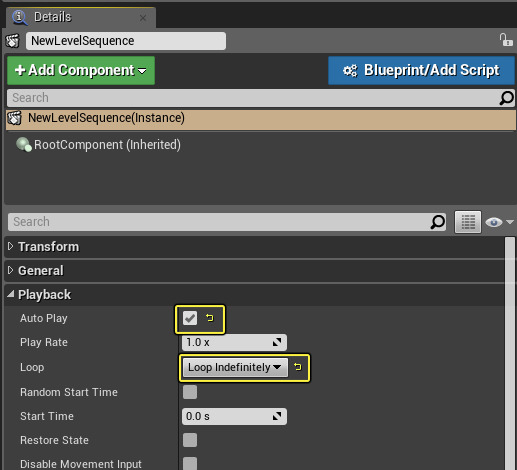 Details
NewLevelSequence
+ Add Component
Blueprint/Add Script
Search
NewLevelSequence(Instance)
RootComponent (Inherited)
Search
Transform
General
Playback
Auto Play
Play Rate 1.0 x
Loop Loop Indefinitely
Random Start Time
Start Time 0.0 s
Restore State
Disable Movement Input